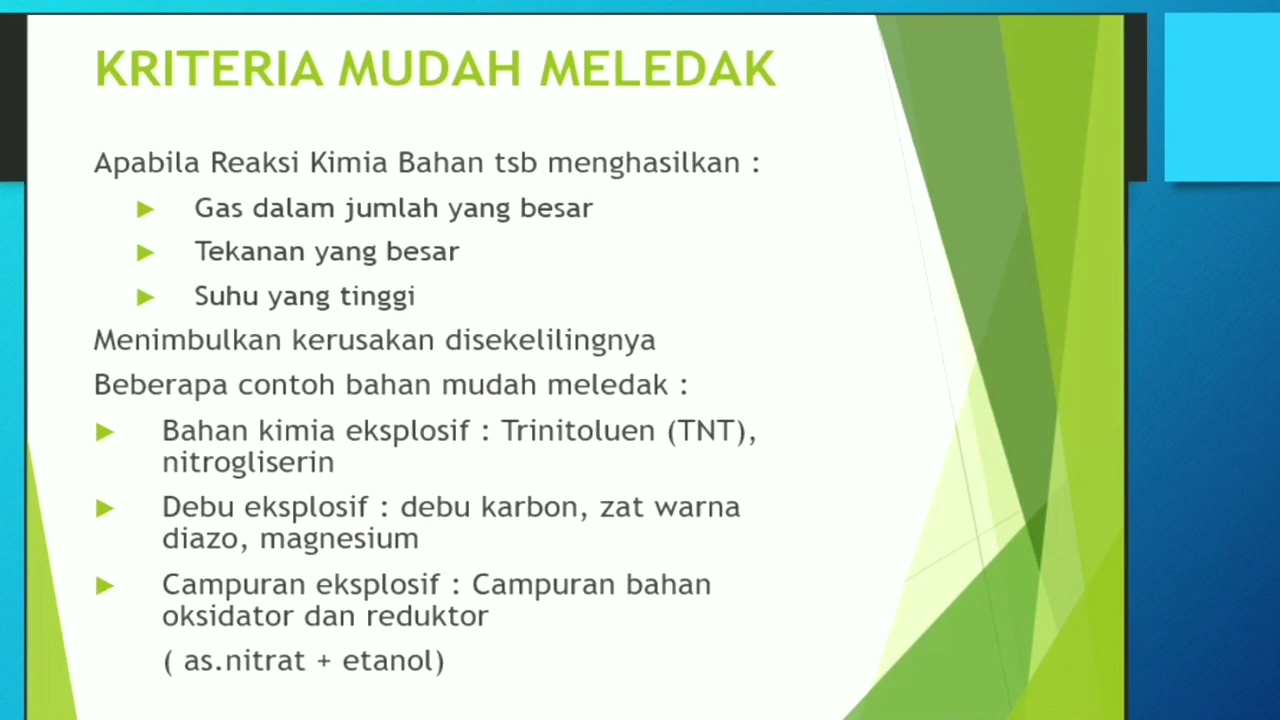 KRITERIA MUDAH MELEDAK
Apabila Reaksi Kimia Bahan tsb menghasilkan :
Gas dalam jumlah yang besar
Tekanan yang besar
Suhu yang tinggi
Menimbulkan kerusakan disekelilingnya
Beberapa contoh bahan mudah meledak :
Bahan kimia eksplosif : Trinitoluen (TNT),
nitrogliserin
Debu eksplosif : debu karbon, zat warna
diazo, magnesium
Campuran eksplosif : Campuran bahan
oksidator dan reduktor
( as.nitrat + etanol)